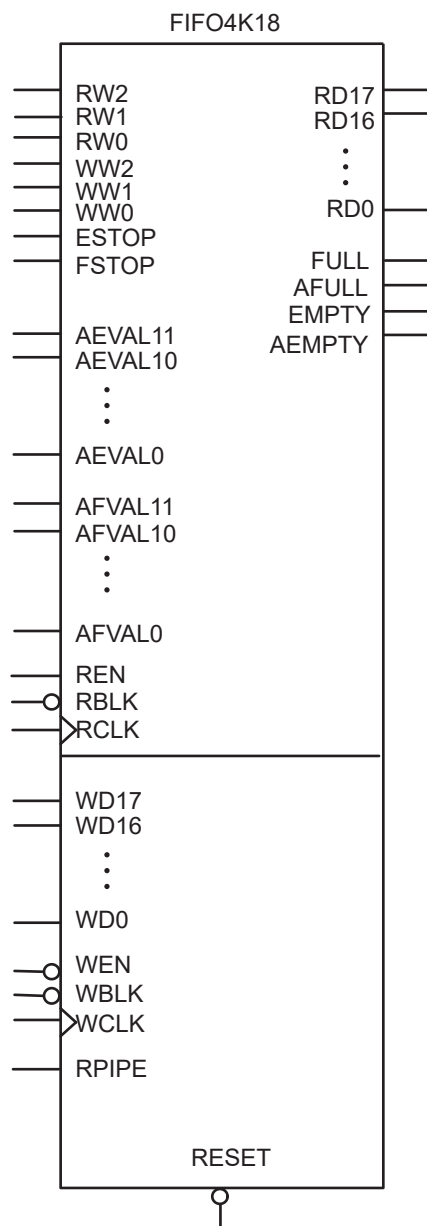 FIFO4K18
RW2
RW1
RW0
WW2
WW1
WW0
ESTOP
FSTOP
AEVAL11
AEVAL10
AEVAL0
AFVAL11
AFVAL10
AFVAL0
REN
RBLK
RCLK
RD17
RD16
RD0
FULL
AFULL
EMPTY
AEMPTY
WD17
WD16
WD0
WEN
WBLK
WCLK
RPIPE
RESET